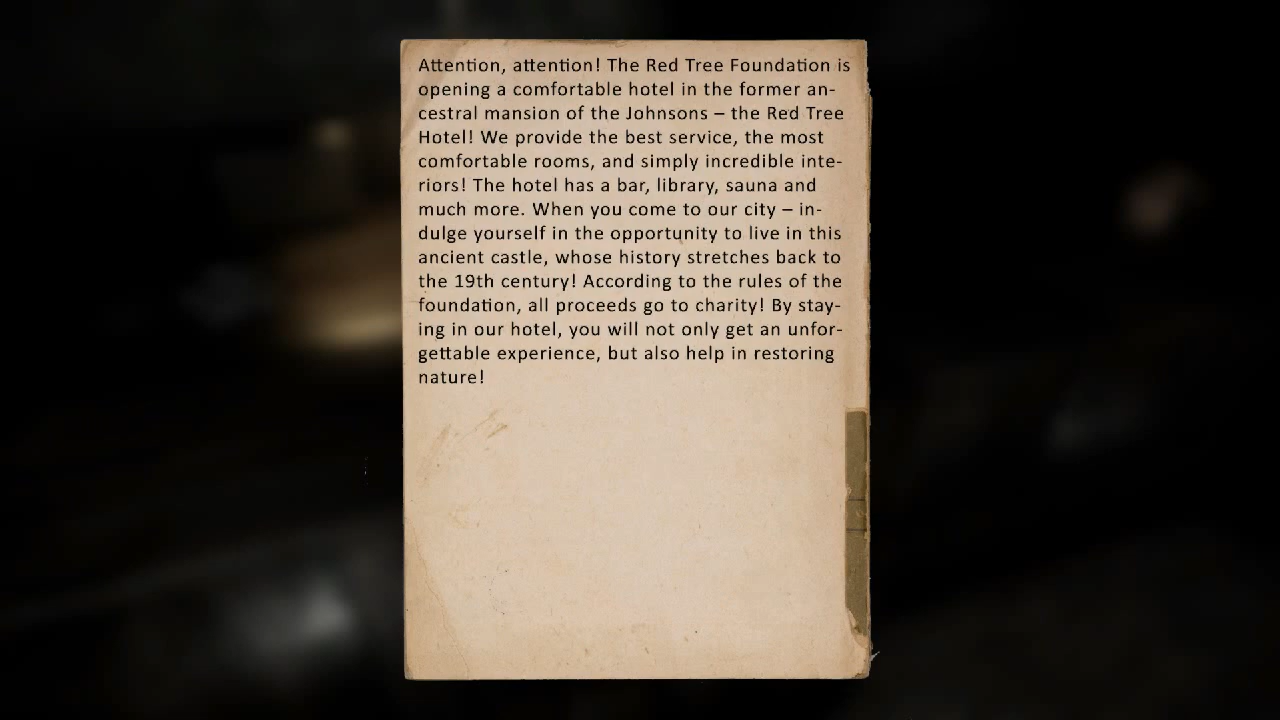 Attention, attention! The Red Tree Foundation is
opening a comfortable hotel in the former an-
cestral mansion of the Johnsons – the Red Tree
Hotel! We provide the best service, the most
comfortable rooms, and simply incredible inte-
riors! The hotel has a bar, library, sauna and
much more. When you come to our city – in-
dulge yourself in the opportunity to live in this
ancient castle, whose history stretches back to
the 19th century! According to the rules of the
foundation, all proceeds go to charity! By stay-
ing in our hotel, you will not only get an unfor-
gettable experience, but also help in restoring
nature!